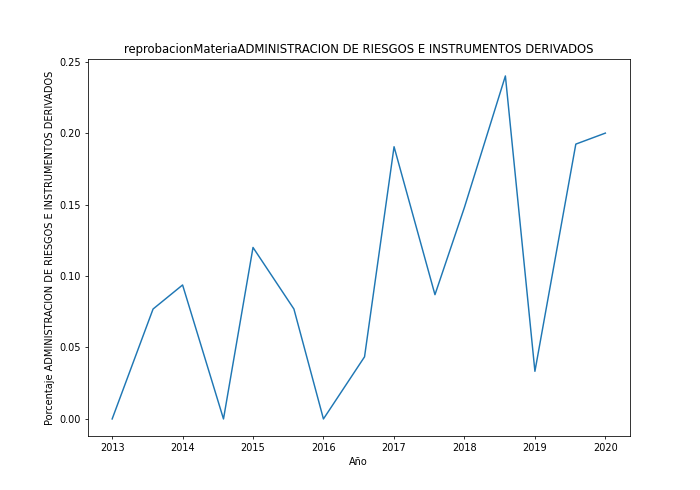 reprobacionMateriaADMINISTRACION DE RIESGOS E INSTRUMENTOS DERIVADOS
Porcentaje ADMINISTRACION DE RIESGOS E INSTRUMENTOS DERIVADOS
0.25
0.20
0.15
0.10
0.05
0.00
2013 2014 2015 2016 2017 2018 2019 2020
Año